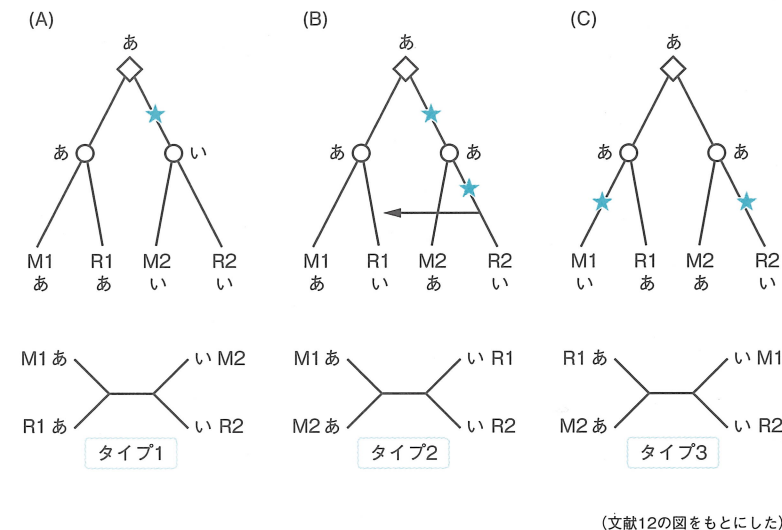 (A)
あ
あ い
M1 R1 M2 R2
あ あ い い
M1 あ い M2
R1 あ い R2
タイプ1
(B)
あ
あ あ
M1 R1 M2 R2
あ い あ い
M1 あ い R1
M2 あ い R2
タイプ2
(C)
あ
あ あ
M1 R1 M2 R2
い あ あ い
R1 あ い M1
M2 あ い R2
タイプ3
(文献12の図をもとにした)